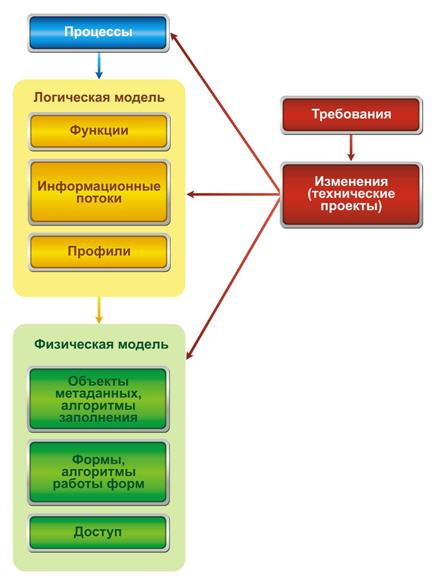 Процессы
Логическая модель
Функции
Информационные
потоки
Профили
Требования
Изменения
(технические
проекты)
Физическая модель
Объекты
метаданных,
алгоритмы
заполнения
Формы,
алгоритмы
работы форм
Доступ